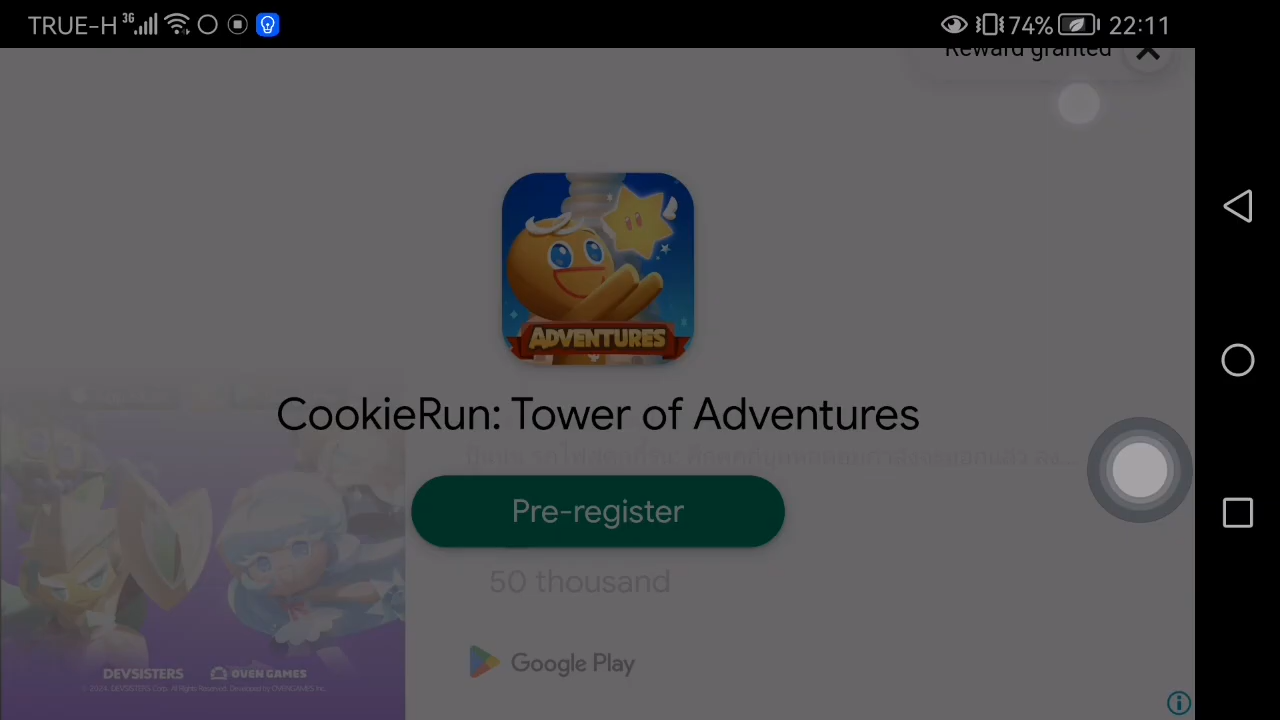 TRUE-H 3G 74% 22:11
Reward granted
ADVENTURES
CookieRun: Tower of Adventures
Pre-register
50 thousand
DEVSISTERS OVEN GAMES
Google Play